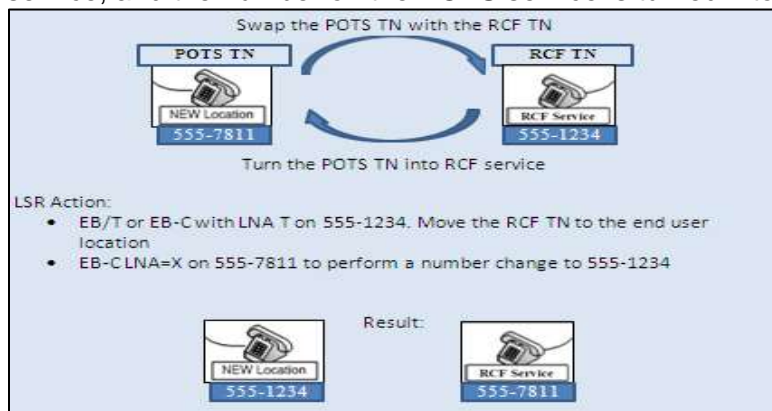 Swap the POTS TN with the RCF TN
POTS TN
RCF TN
NEW Location
RCF Service
555-7811
555-1234
Turn the POTS TN into RCF service
LSR Action:
• EB/T or EB-C with LNA T on 555-1234. Move the RCF TN to the end user
location
• EB-C LNA=X on 555-7811 to perform a number change to 555-1234
Result:
NEW Location
RCF Service
555-1234
555-7811